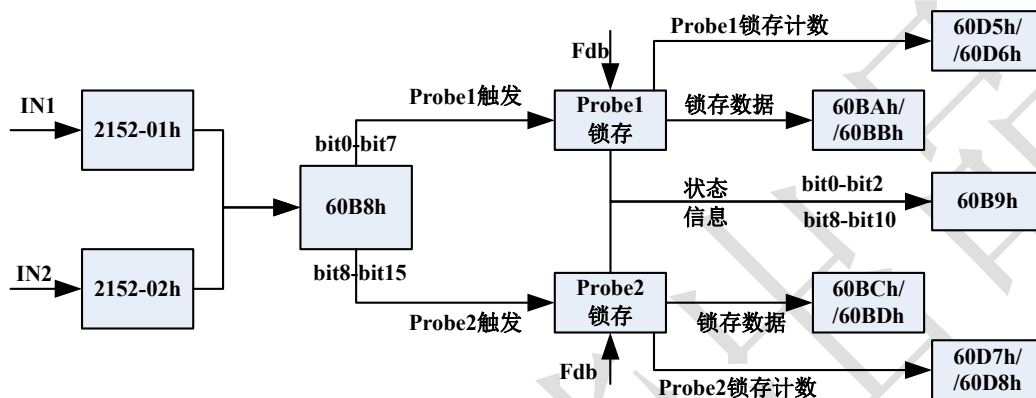 IN1
2152-01h
IN2
2152-02h
bit0-bit7
60B8h
bit8-bit15
Probe1触发
Probe2触发
Fdb
Probe1
锁存
Probe1锁存计数
60D5h/
/60D6h
锁存数据
60BAh/
/60BBh
状态
信息
bit0-bit2
bit8-bit10
60B9h
Probe2
锁存
Fdb
锁存数据
60BCh/
/60BDh
Probe2锁存计数
60D7h/
/60D8h